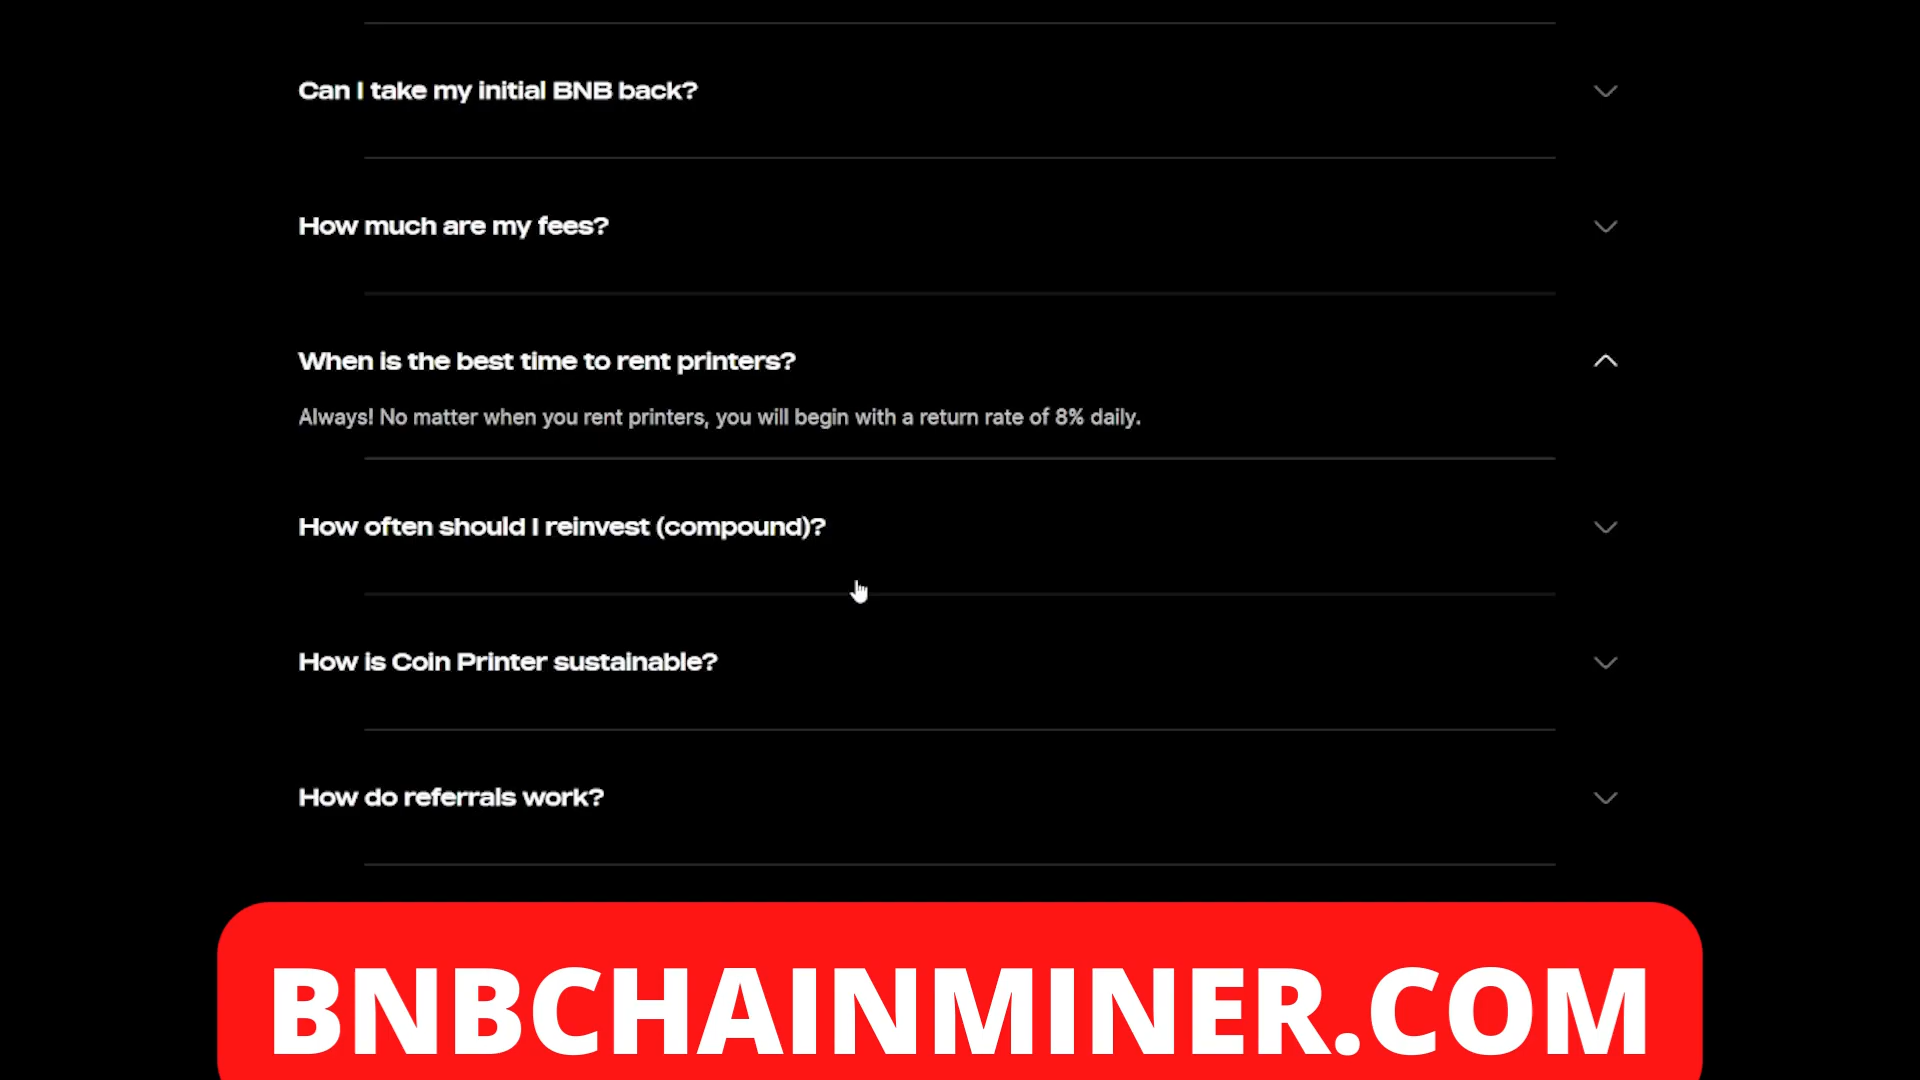 Can I take my initial BNB back?
How much are my fees?
When is the best time to rent printers?
Always! No matter when you rent printers, you will begin with a return rate of 8% daily.
How often should I reinvest (compound)?
How is Coin Printer sustainable?
How do referrals work?
BNBCHAINMINER.COM